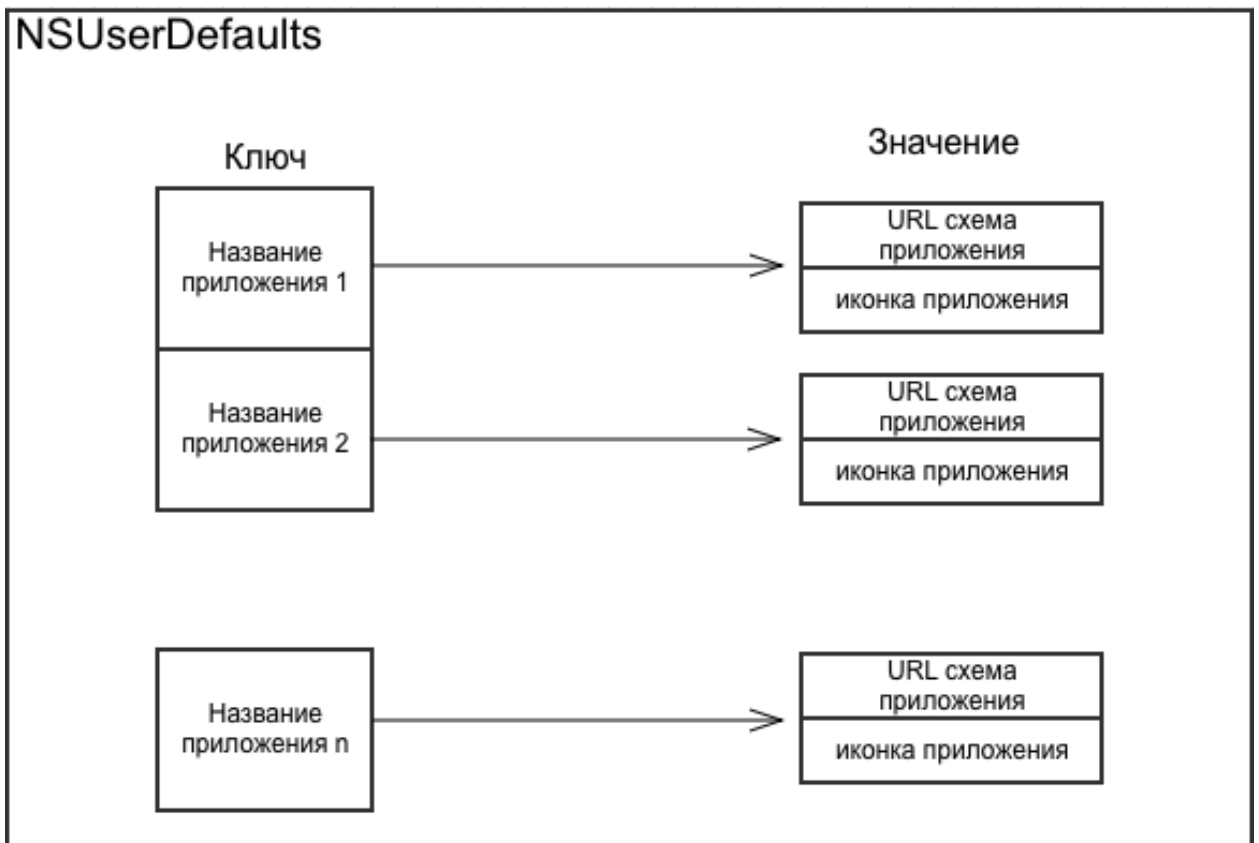 NSUserDefaults
Ключ
Значение
Название
приложения 1
URL схема
приложения
иконка приложения
Название
приложения 2
URL схема
приложения
иконка приложения
Название
приложения n
URL схема
приложения
иконка приложения